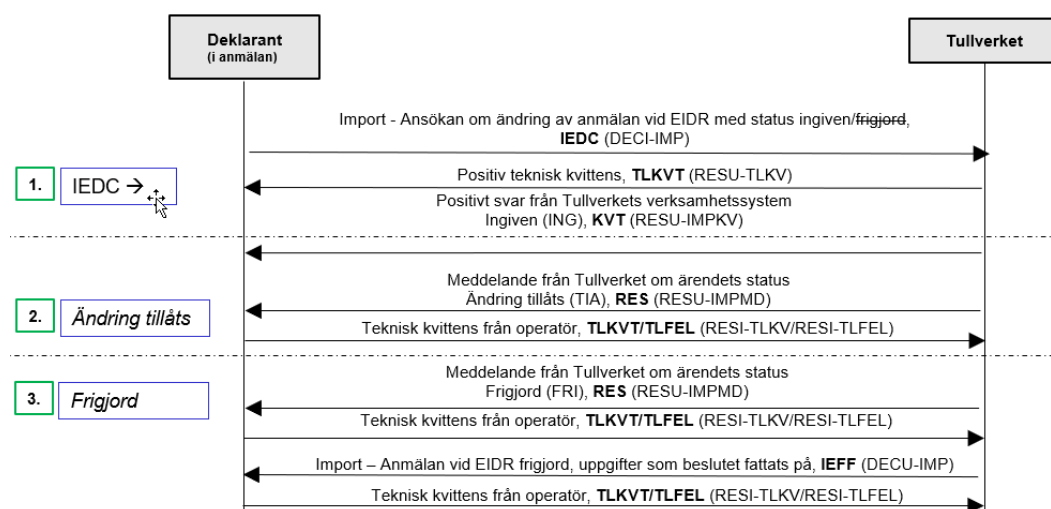 Deklarant
(i anmälan)
Tullverket
Import - Ansökan om ändring av anmälan vid EIDR med status ingiven/frigjord,
IEDC (DECI-IMP)
1.
IEDC →
Positiv teknisk kvittens, TLKVT (RESU-TLKV)
Positivt svar från Tullverkets verksamhetssystem
Ingiven (ING), KVT (RESU-IMPKV)
2.
Ändring tillåts
Meddelande från Tullverket om ärendets status
Ändring tillåts (TIA), RES (RESU-IMPMD)
Teknisk kvittens från operatör, TLKVT/TLFEL (RESI-TLKV/RESI-TLFEL)
3.
Frigjord
Meddelande från Tullverket om ärendets status
Frigjord (FRI), RES (RESU-IMPMD)
Teknisk kvittens från operatör, TLKVT/TLFEL (RESI-TLKV/RESI-TLFEL)
Import – Anmälan vid EIDR frigjord, uppgifter som beslutet fattats på, IEFF (DECU-IMP)
Teknisk kvittens från operatör, TLKVT/TLFEL (RESI-TLKV/RESI-TLFEL)